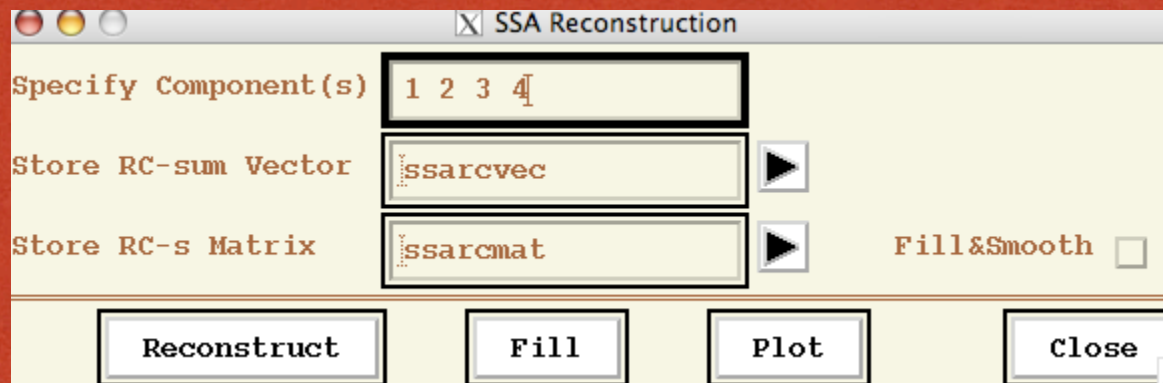 SSA Reconstruction
Specify Component(s) 1 2 3 4
Store RC-sum Vector ssarcvec
Store RC-s Matrix ssarcmat Fill&Smooth
Reconstruct Fill Plot Close